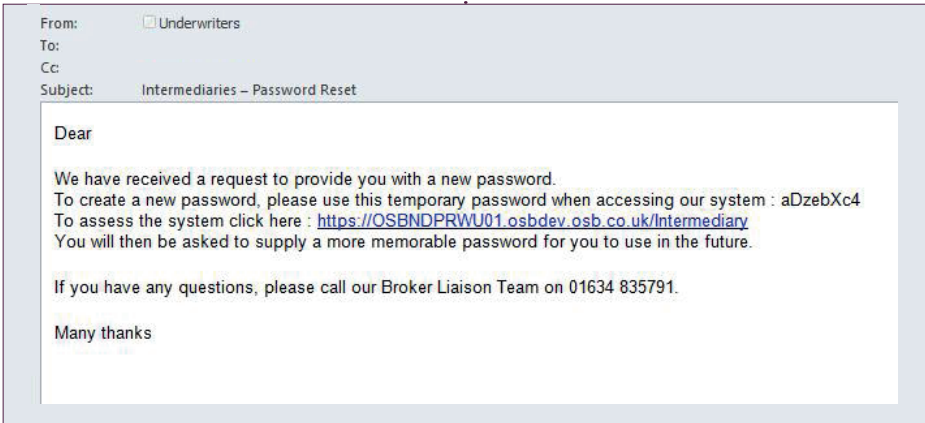 From: Underwriters
To:
Cc:
Subject: Intermediaries – Password Reset
Dear
We have received a request to provide you with a new password.
To create a new password, please use this temporary password when accessing our system : aDzebXc4
To assess the system click here : https://OSBNDPRWU01.osbdev.osb.co.uk/Intermediary
You will then be asked to supply a more memorable password for you to use in the future.
If you have any questions, please call our Broker Liaison Team on 01634 835791.
Many thanks